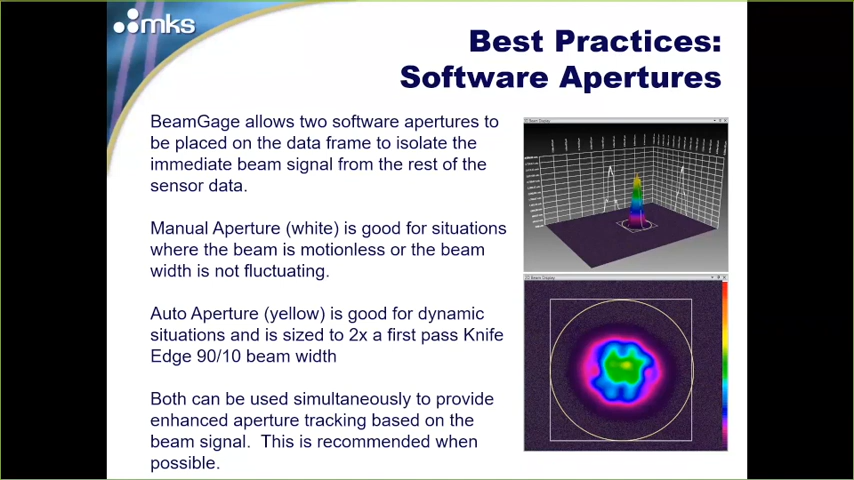 mks
Best Practices:
Software Apertures
BeamGage allows two software apertures to
be placed on the data frame to isolate the
immediate beam signal from the rest of the
sensor data.
Manual Aperture (white) is good for situations
where the beam is motionless or the beam
width is not fluctuating.
Auto Aperture (yellow) is good for dynamic
situations and is sized to 2x a first pass Knife
Edge 90/10 beam width
Both can be used simultaneously to provide
enhanced aperture tracking based on the
beam signal.  This is recommended when
possible.
Beam Display
Beam Display